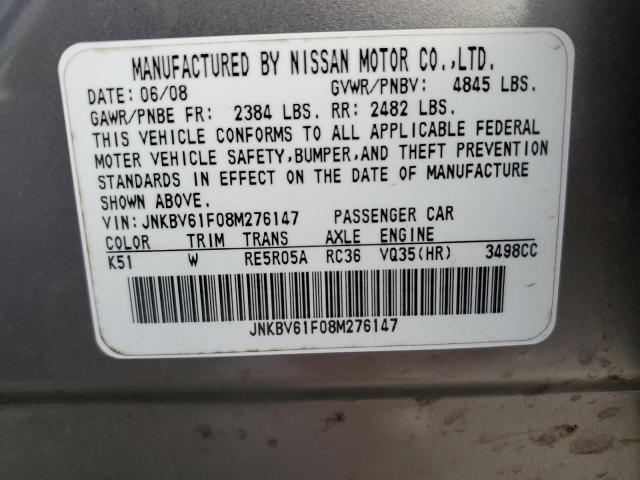 MANUFACTURED BY NISSAN MOTOR CO.,LTD.
DATE: 06/08 GVWR/PNBV: 4845 LBS.
GAWR/PNBE FR: 2384 LBS. RR: 2482 LBS.
THIS VEHICLE CONFORMS TO ALL APPLICABLE FEDERAL
MOTOR VEHICLE SAFETY,BUMPER,AND THEFT PREVENTION
STANDARDS IN EFFECT ON THE DATE OF MANUFACTURE
SHOWN ABOVE.
VIN:JNKBV61F08M276147 PASSENGER CAR
COLOR TRIM TRANS AXLE ENGINE
K51 W RE5R05A RC36 VQ35(HR) 3498CC
JNKBV61F08M276147